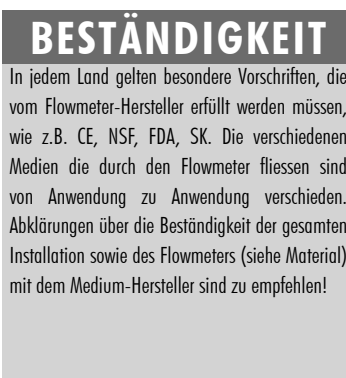 BESTÄNDIGKEIT
In jedem Land gelten besondere Vorschriften, die
vom Flowmeter-Hersteller erfüllt werden müssen,
wie z.B. CE, NSF, FDA, SK. Die verschiedenen
Medien die durch den Flowmeter fliessen sind
von Anwendung zu Anwendung verschieden.
Abklärungen über die Beständigkeit der gesamten
Installation sowie des Flowmeters (siehe Material)
mit dem Medium-Hersteller sind zu empfehlen!